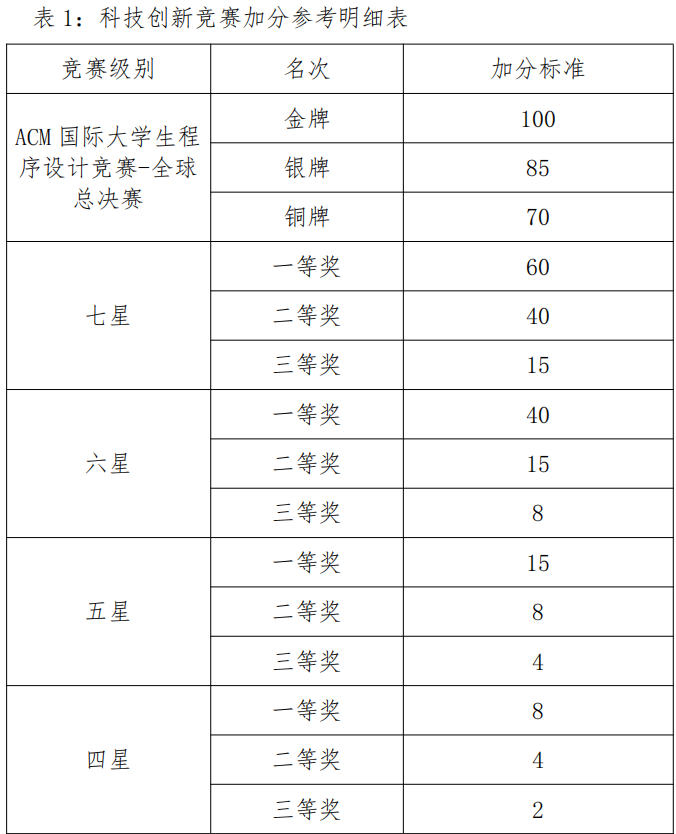 表 1：科技创新竞赛加分参考明细表
竞赛级别 名次 加分标准
ACM 国际大学生程
序设计竞赛-全球
总决赛
金牌 100
银牌 85
铜牌 70
七星
一等奖 60
二等奖 40
三等奖 15
六星
一等奖 40
二等奖 15
三等奖 8
五星
一等奖 15
二等奖 8
三等奖 4
四星
一等奖 8
二等奖 4
三等奖 2